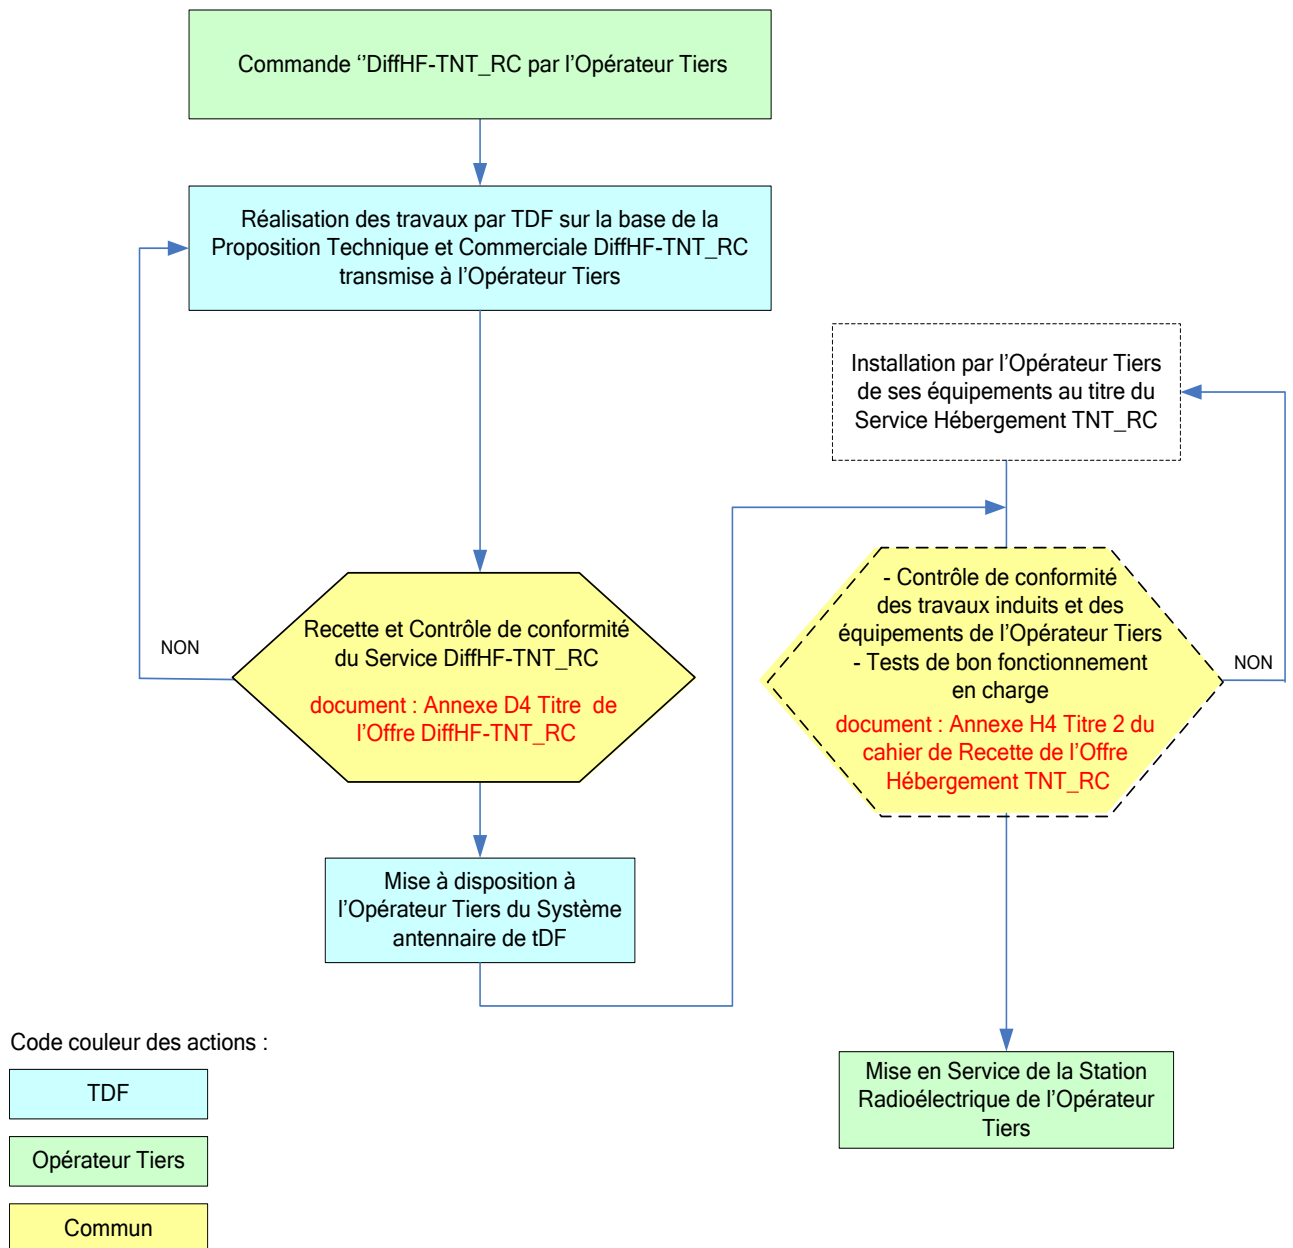 Commande ‘’DiffHF-TNT_RC par l’Opérateur Tiers
Réalisation des travaux par TDF sur la base de la
Proposition Technique et Commerciale DiffHF-TNT_RC
transmise à l’Opérateur Tiers
Installation par l’Opérateur Tiers
de ses équipements au titre du
Service Hébergement TNT_RC
NON
Recette et Contrôle de conformité
du Service DiffHF-TNT_RC
document : Annexe D4 Titre  de
l’Offre DiffHF-TNT_RC
- Contrôle de conformité
des travaux induits et des
équipements de l’Opérateur Tiers
- Tests de bon fonctionnement
en charge
document : Annexe H4 Titre 2 du
cahier de Recette de l’Offre
Hébergement TNT_RC
NON
Mise à disposition à
l’Opérateur Tiers du Système
antennaire de tDF
Mise en Service de la Station
Radioélectrique de l’Opérateur
Tiers
Code couleur des actions :
TDF
Opérateur Tiers
Commun